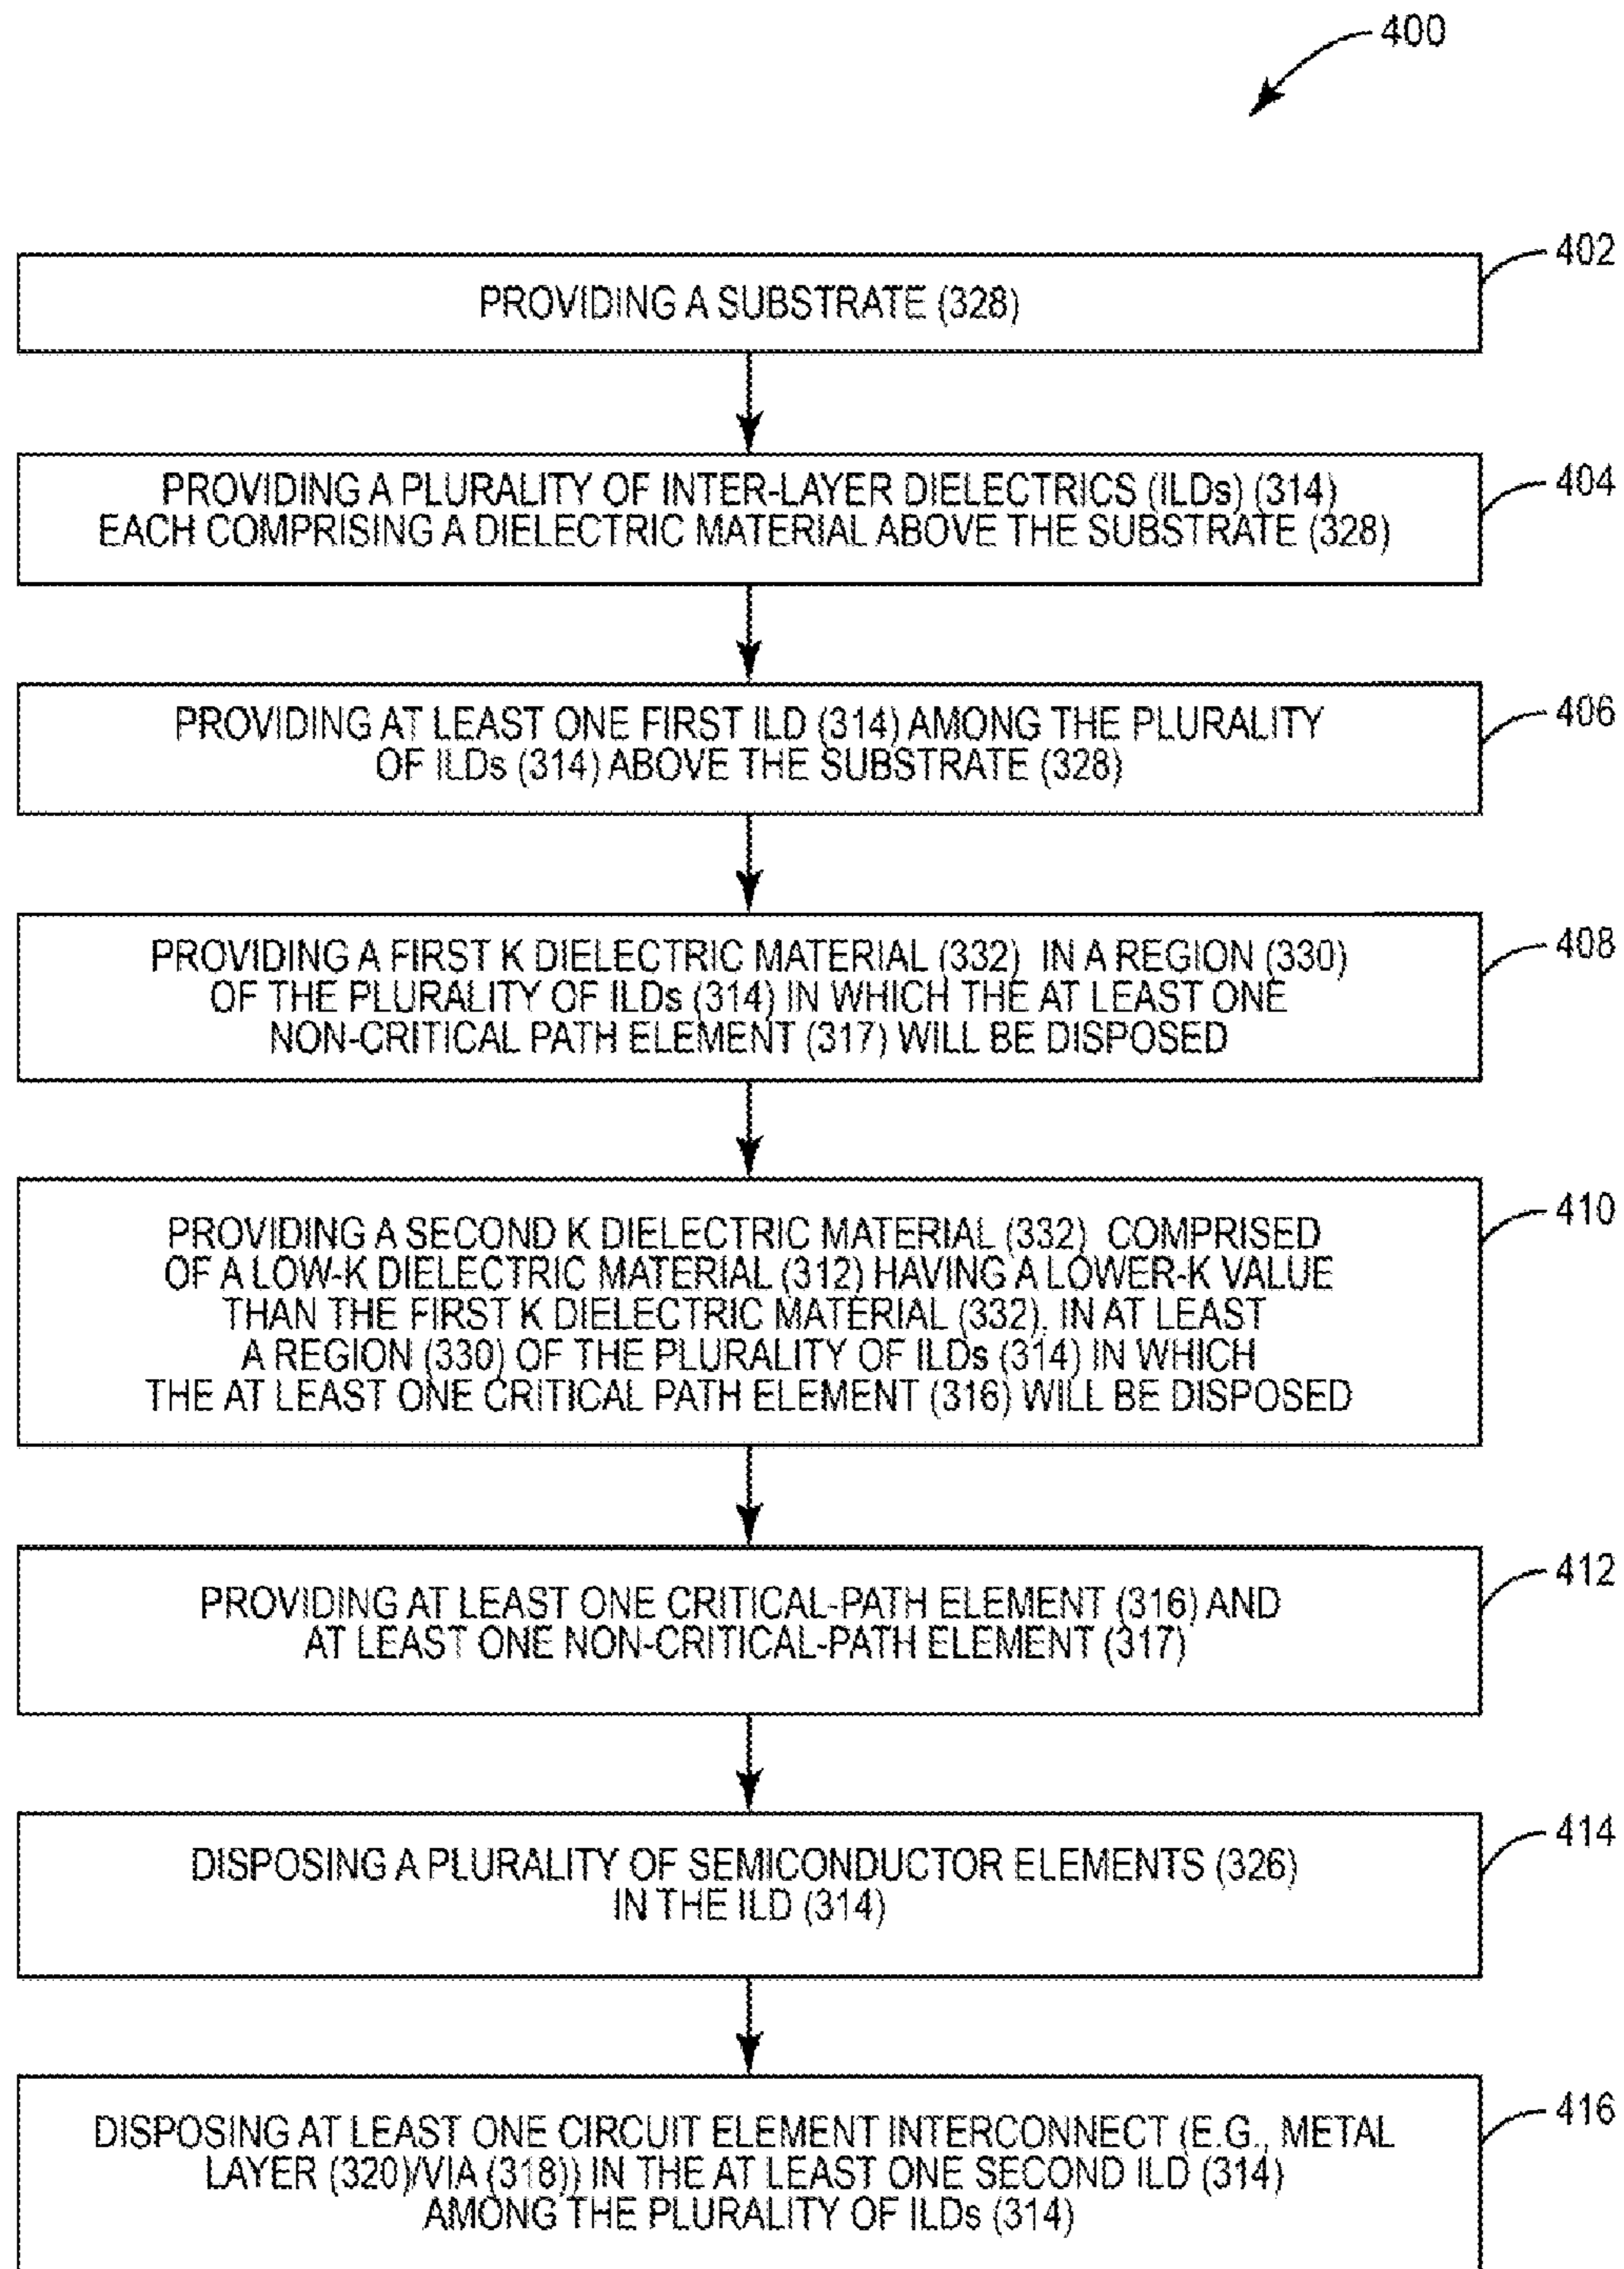 400
402
PROVIDING A SUBSTRATE (328)
404
PROVIDING A PLURALITY OF INTER-LAYER DIELECTRICS (ILDs) (314)
EACH COMPRISING A DIELECTRIC MATERIAL ABOVE THE SUBSTRATE (328)
406
PROVIDING AT LEAST ONE FIRST ILD (314) AMONG THE PLURALITY
OF ILDs (314) ABOVE THE SUBSTRATE (328)
408
PROVIDING A FIRST K DIELECTRIC MATERIAL (332) IN A REGION (330)
OF THE PLURALITY OF ILDs (314) IN WHICH THE AT LEAST ONE
NON-CRITICAL PATH ELEMENT (317) WILL BE DISPOSED
410
PROVIDING A SECOND K DIELECTRIC MATERIAL (332) COMPRISED
OF A LOW-K DIELECTRIC MATERIAL (312) HAVING A LOWER-K VALUE
THAN THE FIRST K DIELECTRIC MATERIAL (332), IN AT LEAST
A REGION (330) OF THE PLURALITY OF ILDs (314) IN WHICH
THE AT LEAST ONE CRITICAL PATH ELEMENT (316) WILL BE DISPOSED
412
PROVIDING AT LEAST ONE CRITICAL-PATH ELEMENT (316) AND
AT LEAST ONE NON-CRITICAL-PATH ELEMENT (317)
414
DISPOSING A PLURALITY OF SEMICONDUCTOR ELEMENTS (326)
IN THE ILD (314)
416
DISPOSING AT LEAST ONE CIRCUIT ELEMENT INTERCONNECT (E.G., METAL
LAYER (320)/VIA (318)) IN THE AT LEAST ONE SECOND ILD (314)
AMONG THE PLURALITY OF ILDs (314)